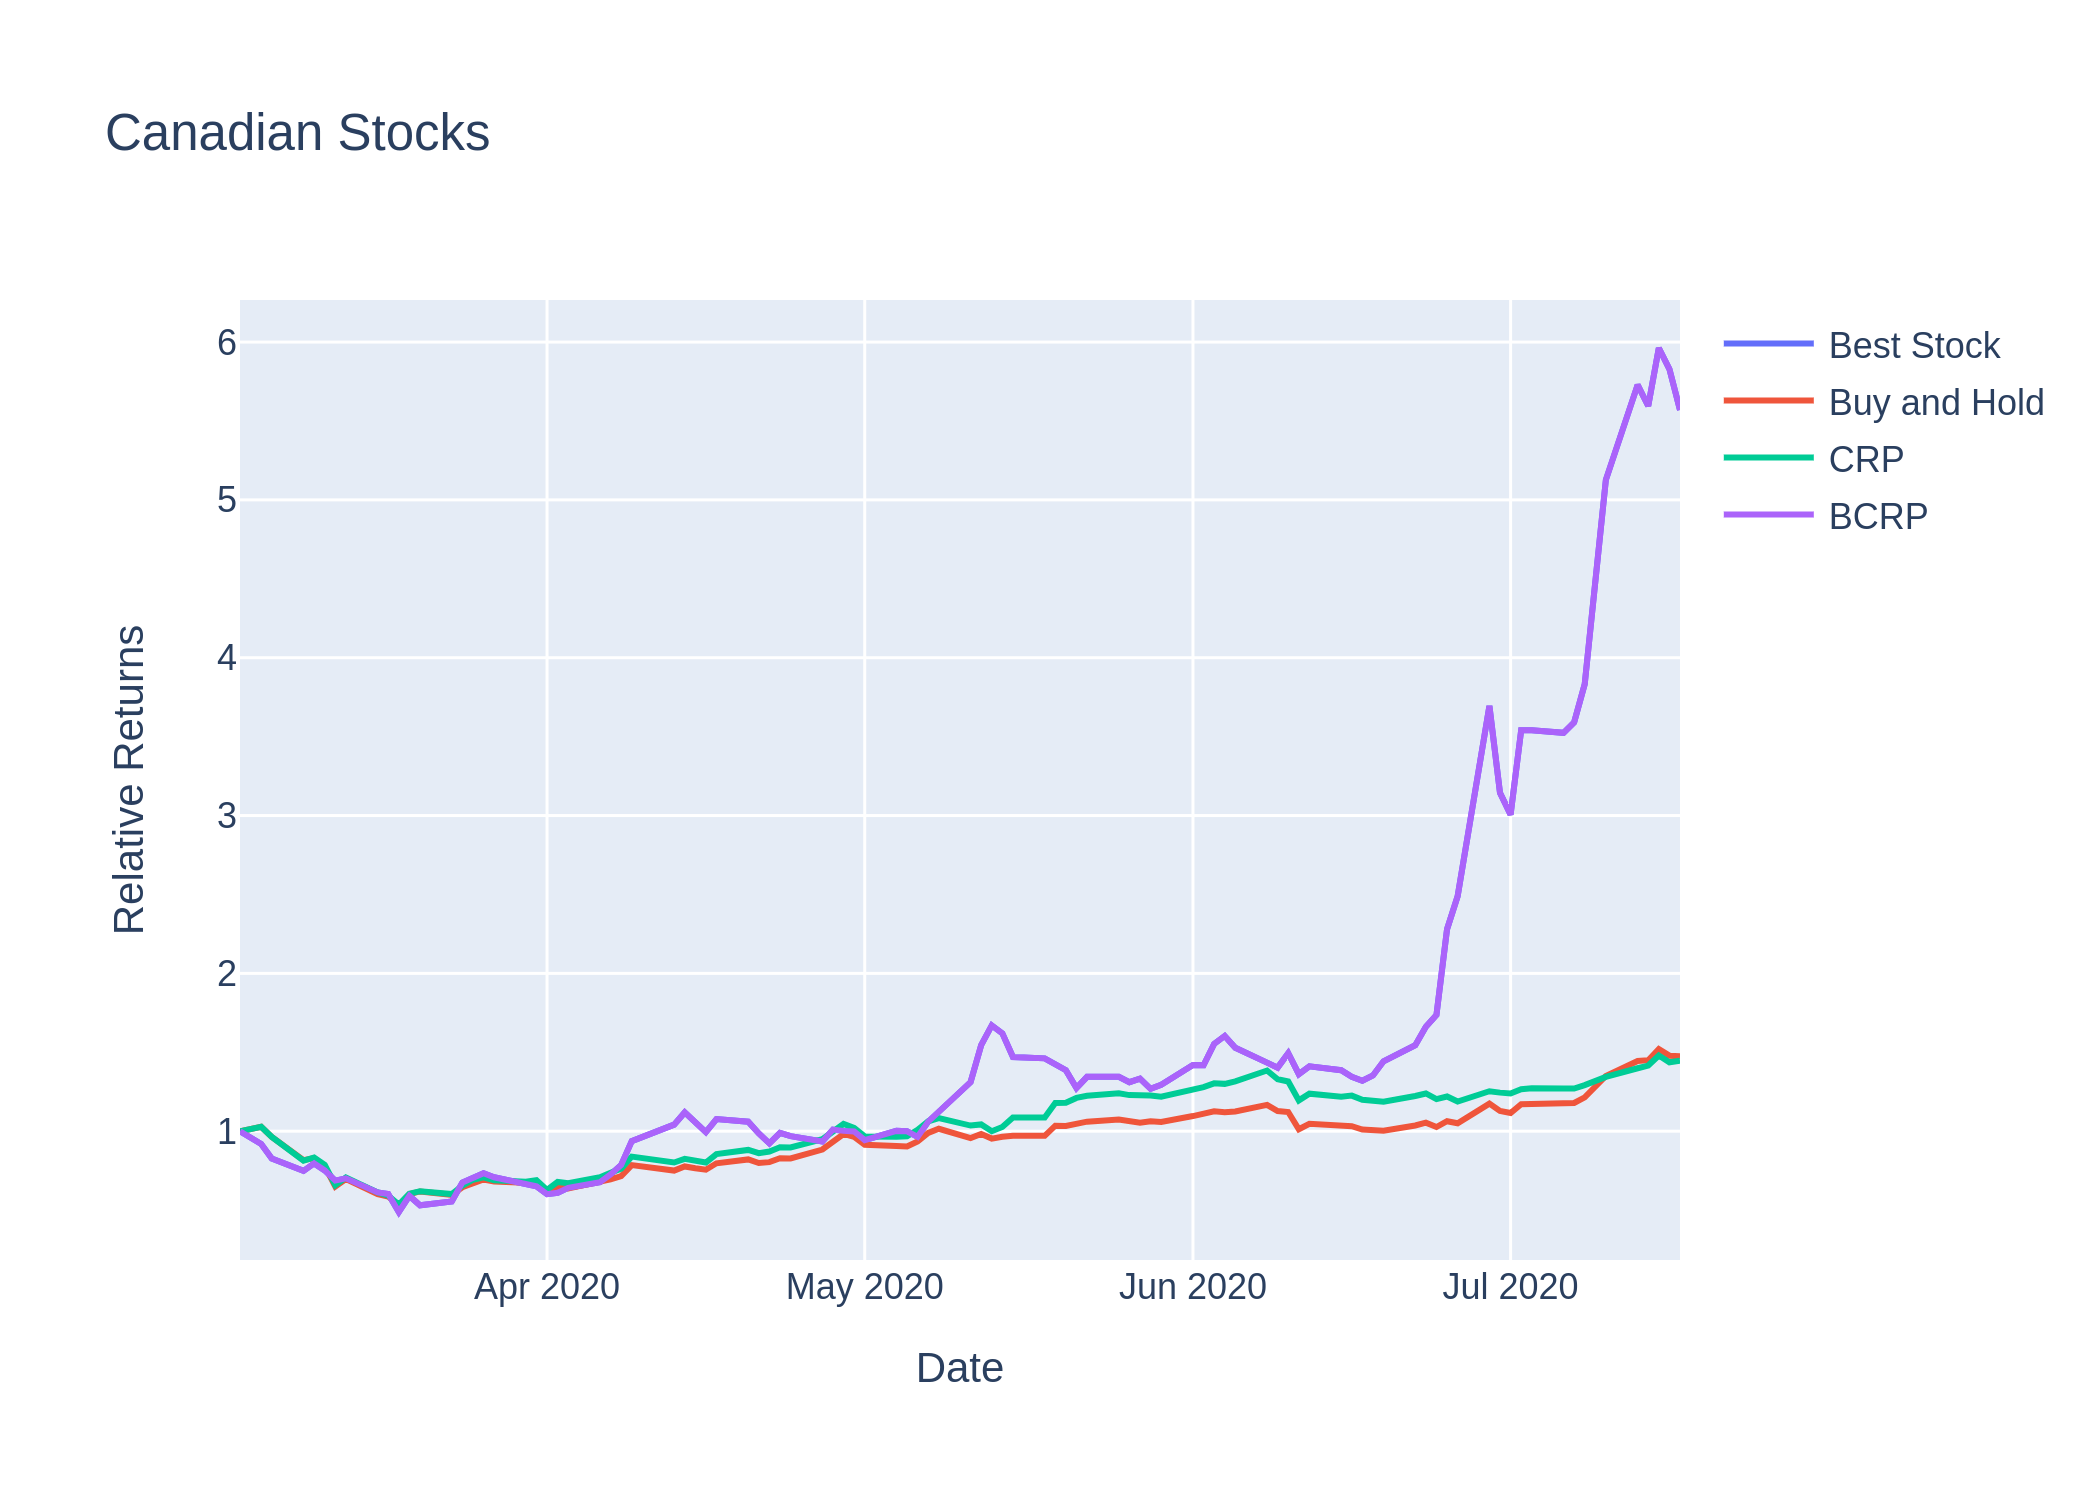 Canadian Stocks
6
5
4
3
2
1
Relative Returns
Apr 2020
May 2020
Jun 2020
Jul 2020
Date
Best Stock
Buy and Hold
CRP
BCRP